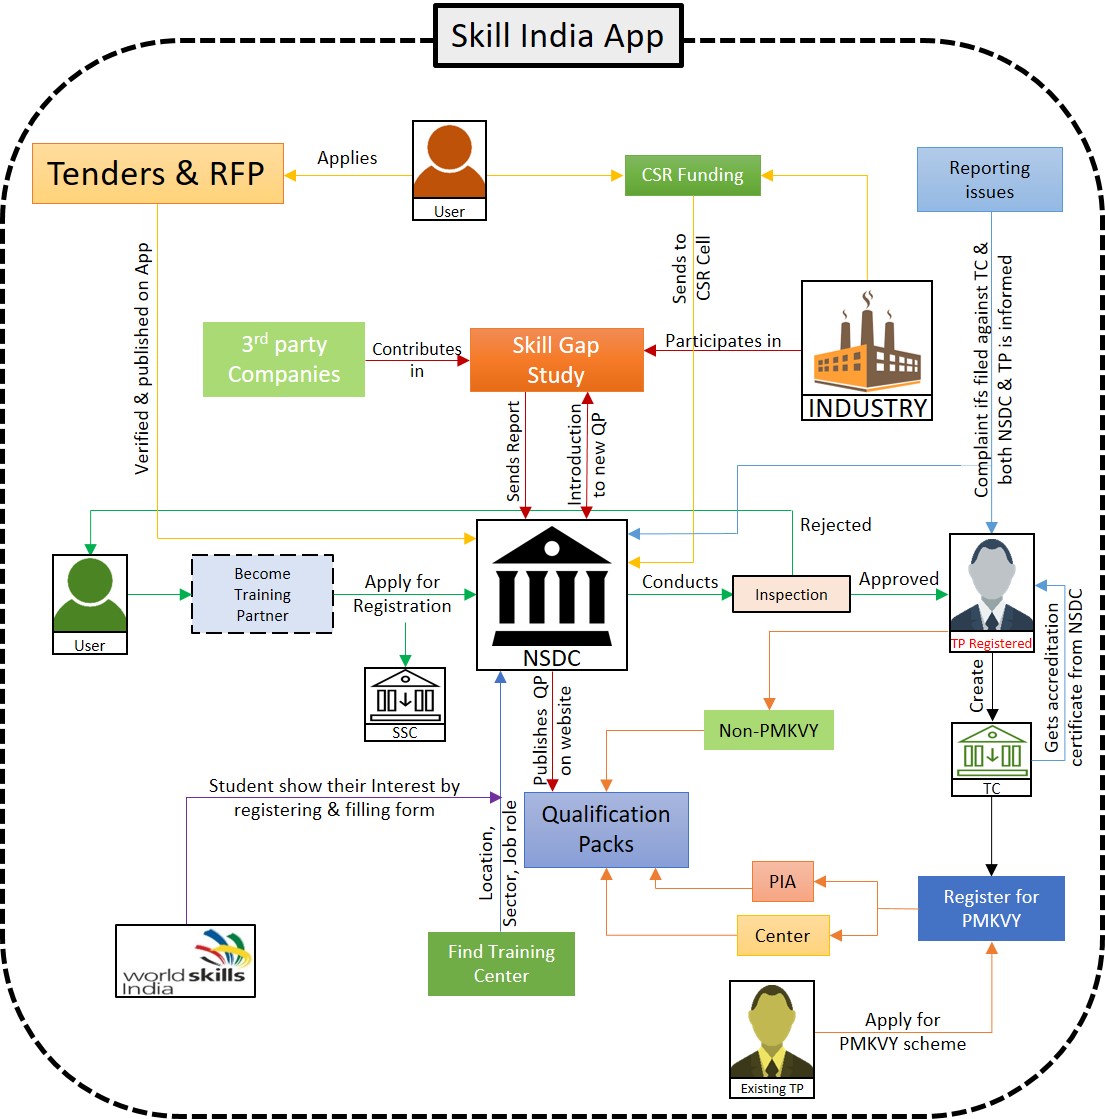 Skill India App
Tenders & RFP
Applies
User
CSR Funding
Reporting
issues
Verified & published on App
Sends to
CSR Cell
Complaint ifs filed against TC &
both NSDC & TP is informed
3rd party
Companies
Contributes
in
Skill Gap
Study
Participates in
INDUSTRY
Sends Report
Introduction
to new QP
Rejected
User
Become
Training
Partner
Apply for
Registration
NSDC
Conducts
Inspection
Approved
TP Registered
SSC
Publishes QP
on website
Non-PMKVY
Create
Gets accreditation
certificate from NSDC
TC
Student show their Interest by
registering & filling form
Location,
Sector, Job role
Qualification
Packs
PIA
Center
Register for
PMKVY
world skills
India
Find Training
Center
Apply for
PMKVY scheme
Existing TP